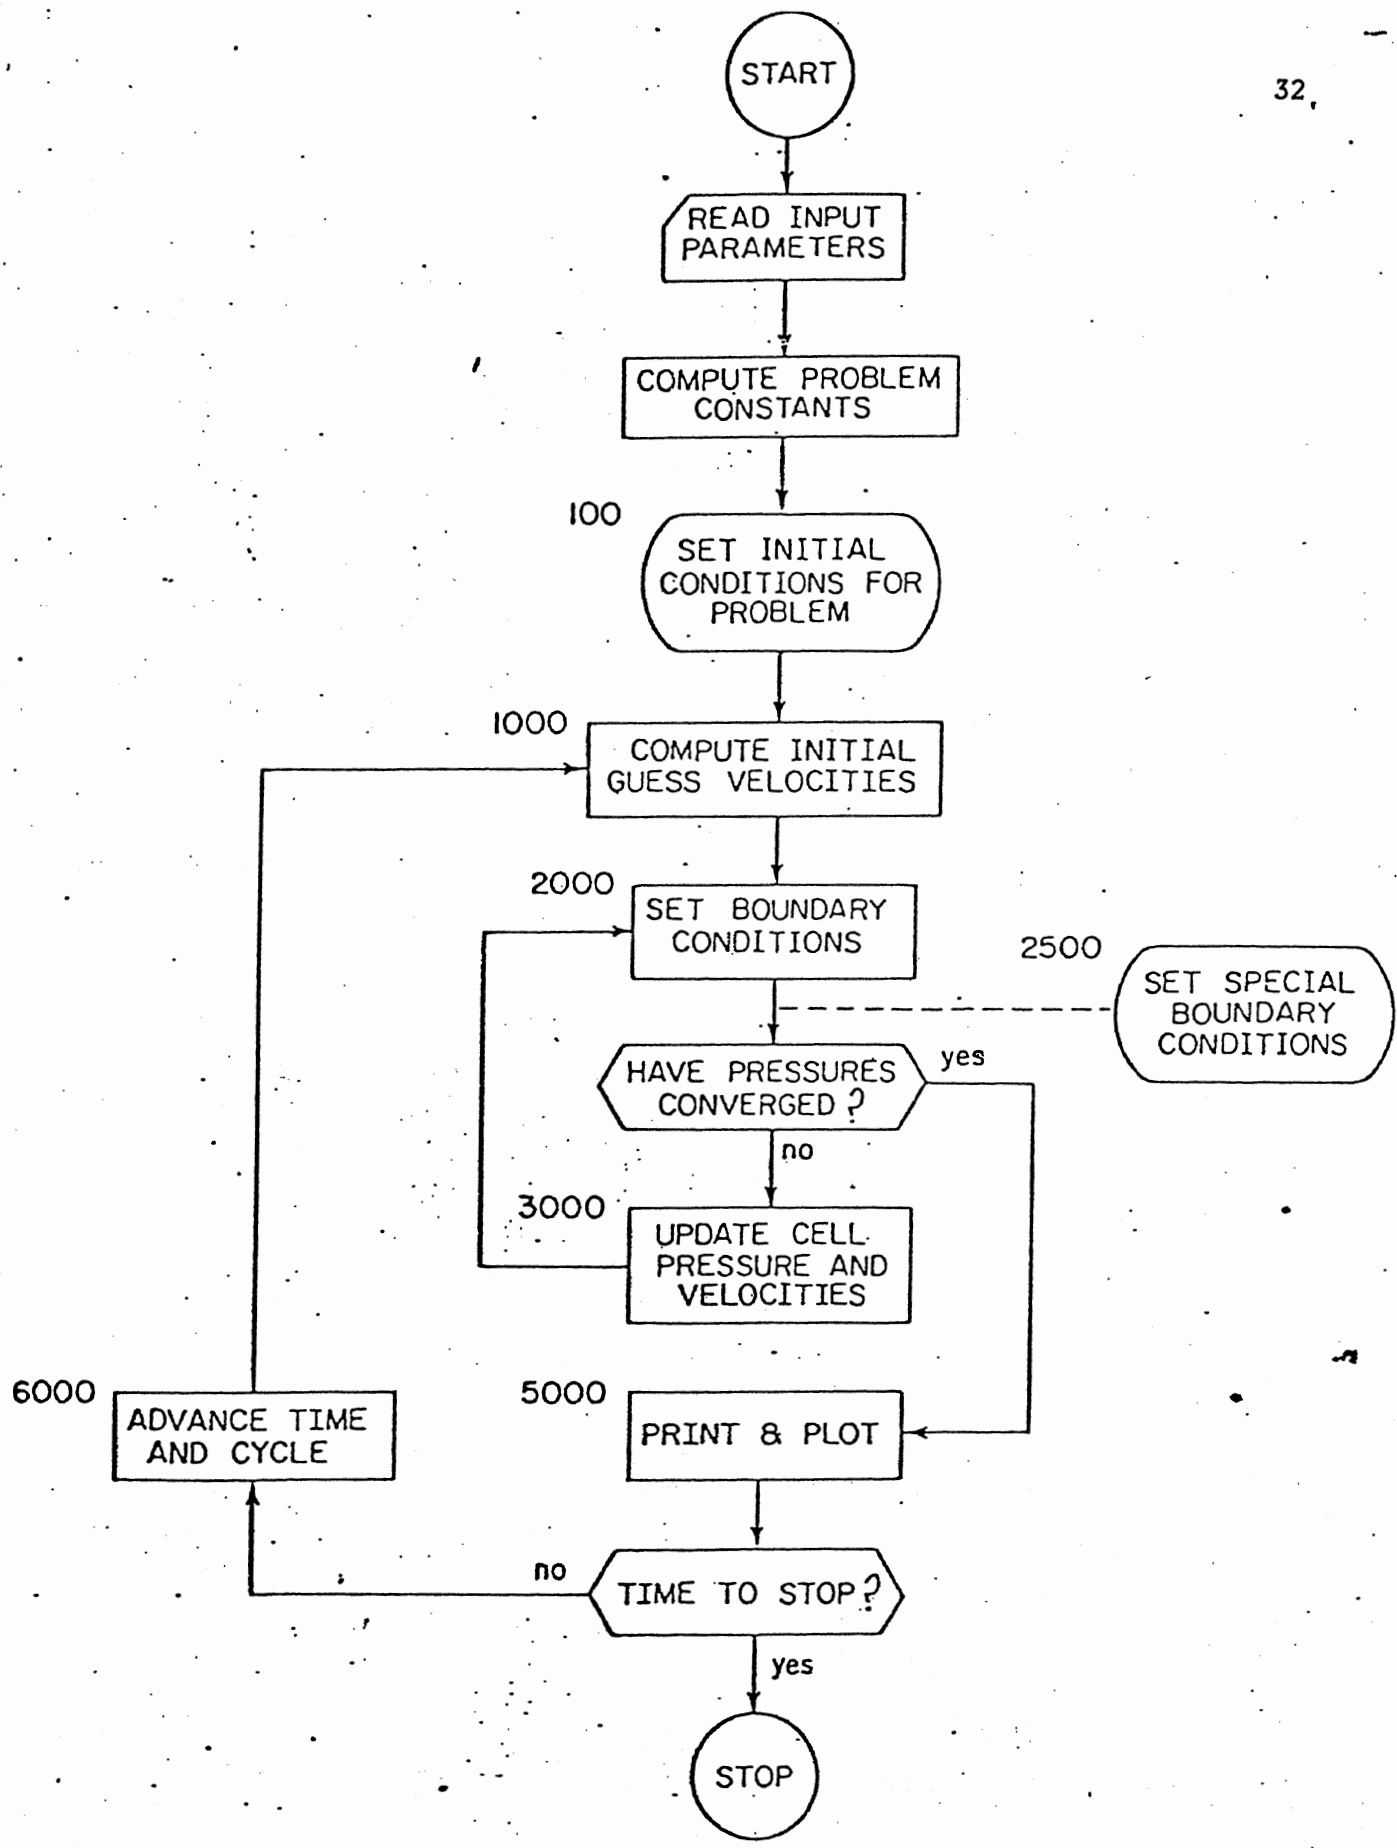 START
32
READ INPUT
PARAMETERS
COMPUTE PROBLEM
CONSTANTS
100
SET INITIAL
CONDITIONS FOR
PROBLEM
1000
COMPUTE INITIAL
GUESS VELOCITIES
2000
SET BOUNDARY
CONDITIONS
2500
SET SPECIAL
BOUNDARY
CONDITIONS
HAVE PRESSURES
CONVERGED?
yes
no
3000
UPDATE CELL
PRESSURE AND
VELOCITIES
6000
ADVANCE TIME
AND CYCLE
5000
PRINT & PLOT
no
TIME TO STOP?
yes
STOP